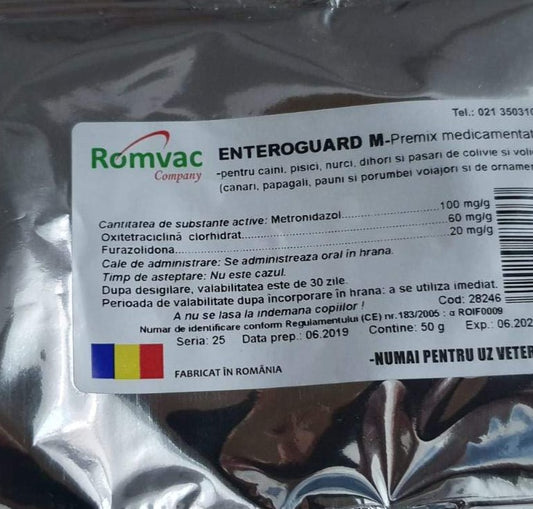 Tel.: 021 350310
Romvac
Company
ENTEROGUARD M-Premix medicamentat
-pentru caini, pisici, nurci, dihori si pasari de colivie si voli
(canari, papagali, pauni si porumbei voiajori si de ornamen
Cantitatea de substante active: Metronidazol..................100 mg/g
Oxitetraciclină clorhidrat..................60 mg/g
Furazolidona..................20 mg/g
Cale de administrare: Se administreaza oral in hrana.
Timp de asteptare: Nu este cazul.
Dupa desigilare, valabilitatea este de 30 zile.
Perioada de valabilitate dupa incorporare in hrana: a se utiliza imediat.
A nu se lasa la indemana copiilor !
Cod: 28246
Numar de identificare conform Regulamentului (CE) nr.183/2005 : α ROIF0009
Seria: 25 Data prep.: 06.2019 Contine: 50 g Exp.: 06.202
FABRICAT ÎN ROMÂNIA
-NUMAI PENTRU UZ VETER